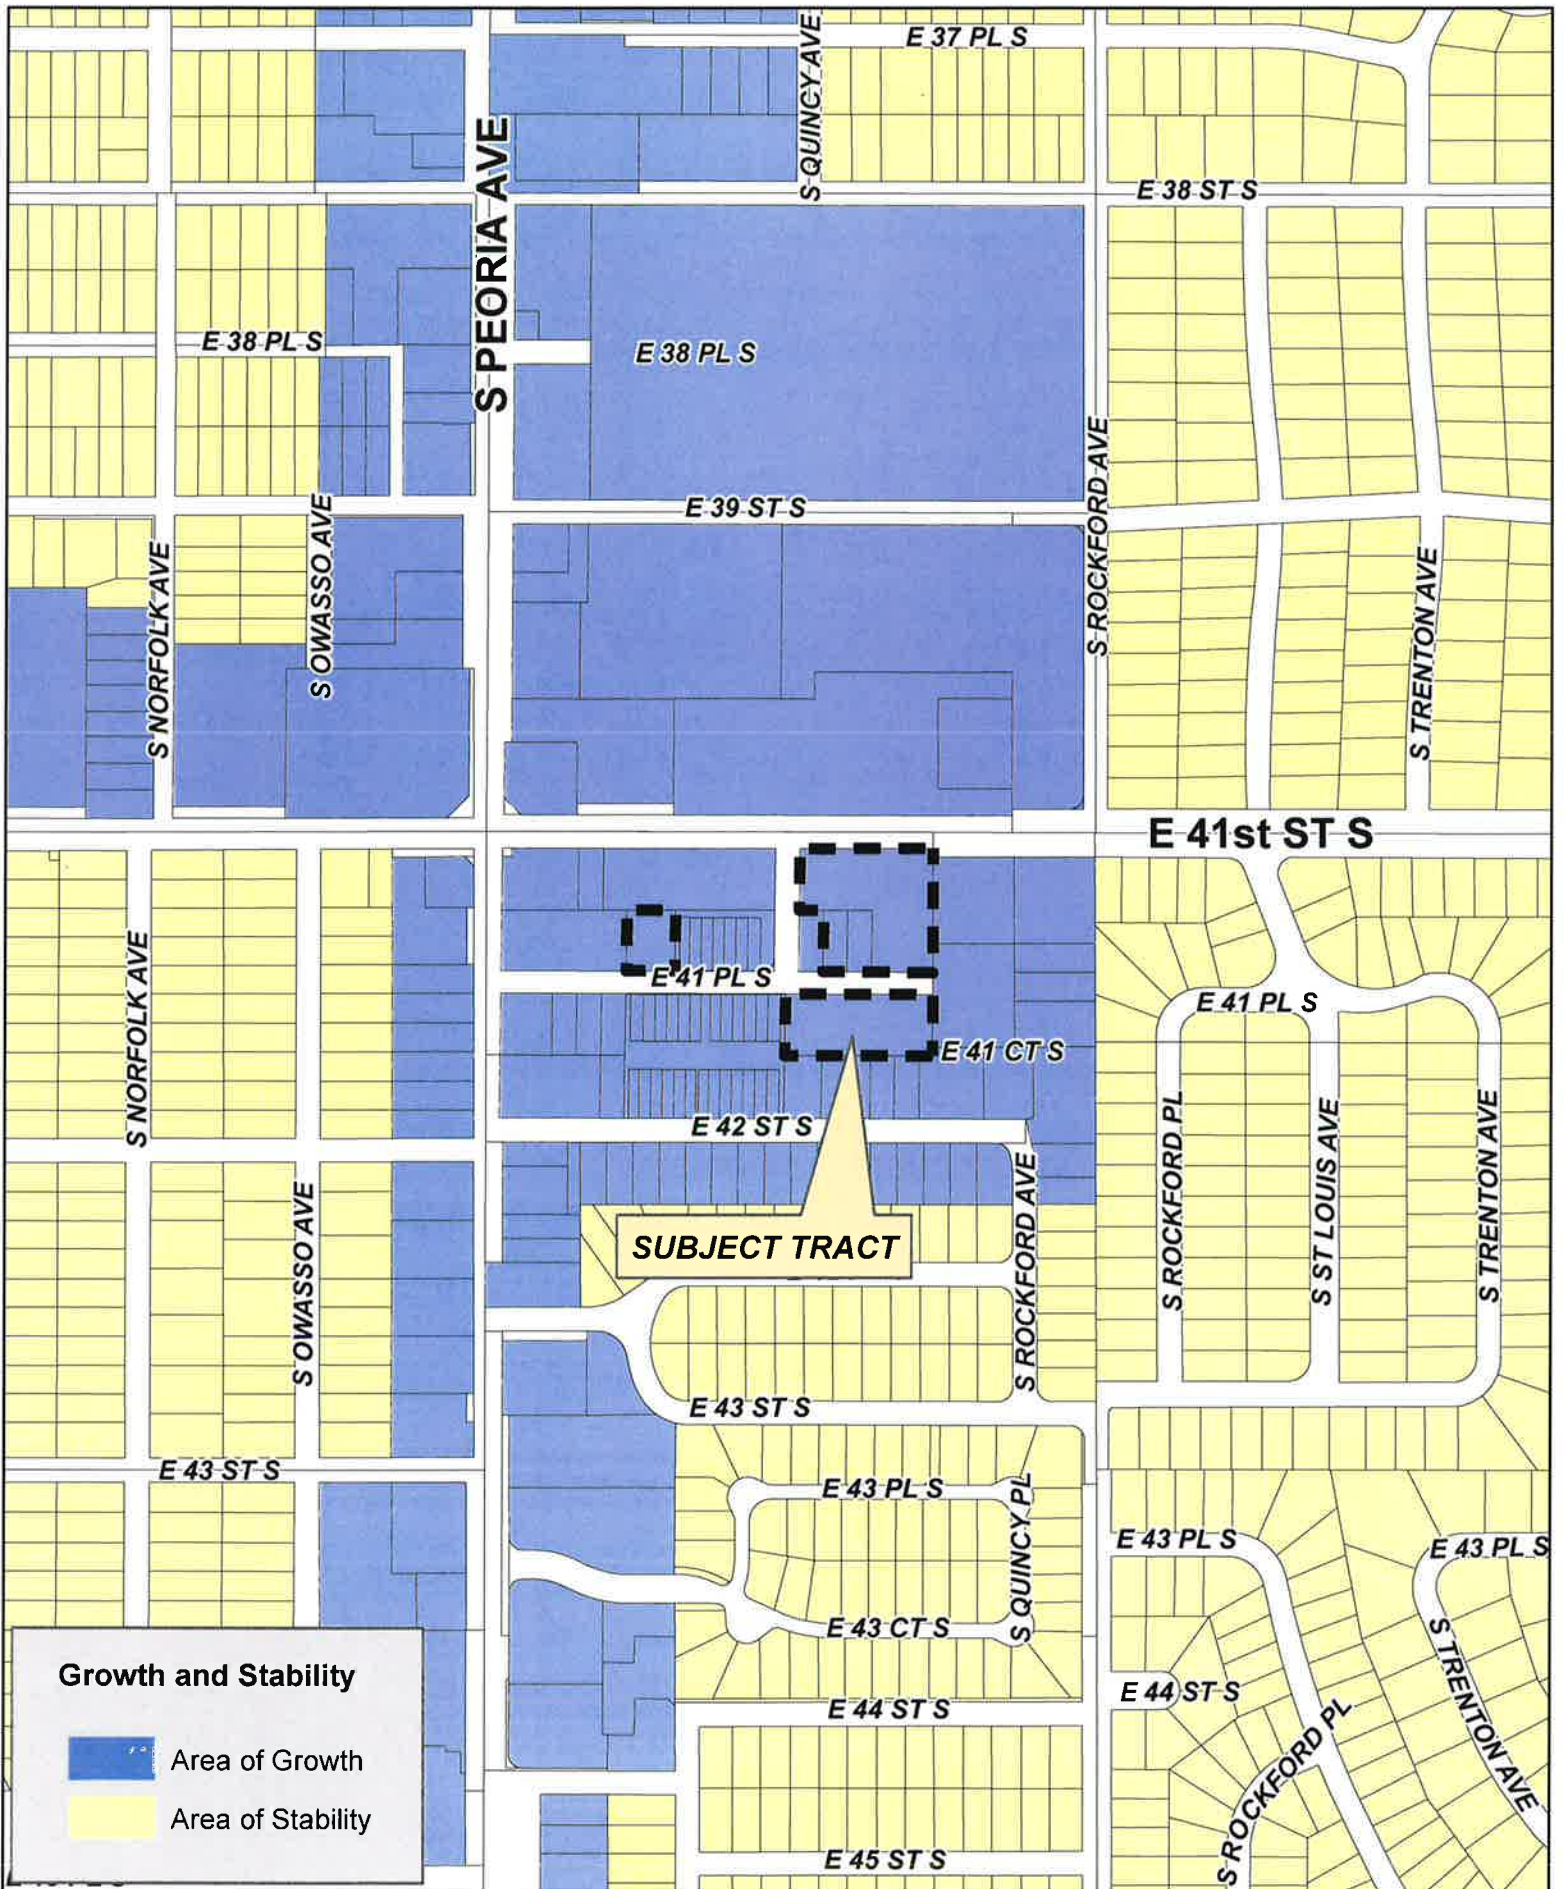 E 37 PL S
S QUINCY AVE
E 38 ST S
S PEORIA AVE
E 38 PL S
E 38 PL S
E 39 ST S
S ROCKFORD AVE
S OWASSO AVE
S NORFOLK AVE
S TRENTON AVE
E 41st ST S
S NORFOLK AVE
E 41 PL S
E 41 PL S
E 41 CT S
E 42 ST S
S ROCKFORD PL
S ST LOUIS AVE
S TRENTON AVE
S OWASSO AVE
S ROCKFORD AVE
SUBJECT TRACT
E 43 ST S
E 43 ST S
E 43 PL S
S QUINCY PL
E 43 PL S
E 43 PL S
E 43 CT S
S TRENTON AVE
E 44 ST S
E 44 ST S
S ROCKFORD PL
E 45 ST S
Growth and Stability
Area of Growth
Area of Stability